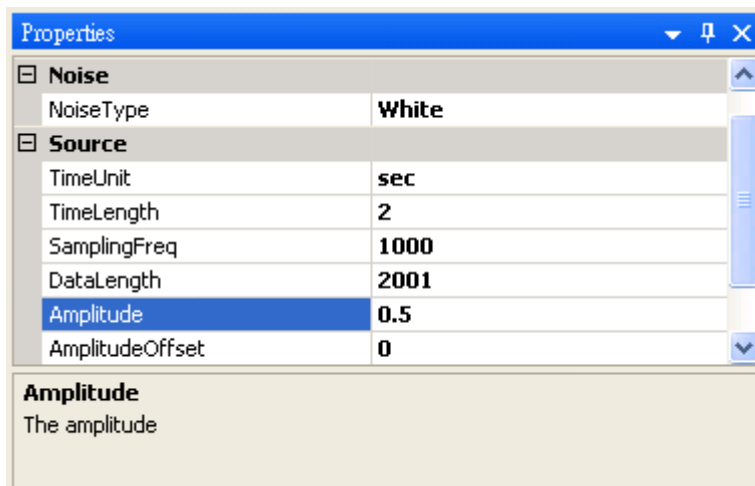 Properties
Noise
NoiseType White
Source
TimeUnit sec
TimeLength 2
SamplingFreq 1000
DataLength 2001
Amplitude 0.5
AmplitudeOffset 0
Amplitude
The amplitude